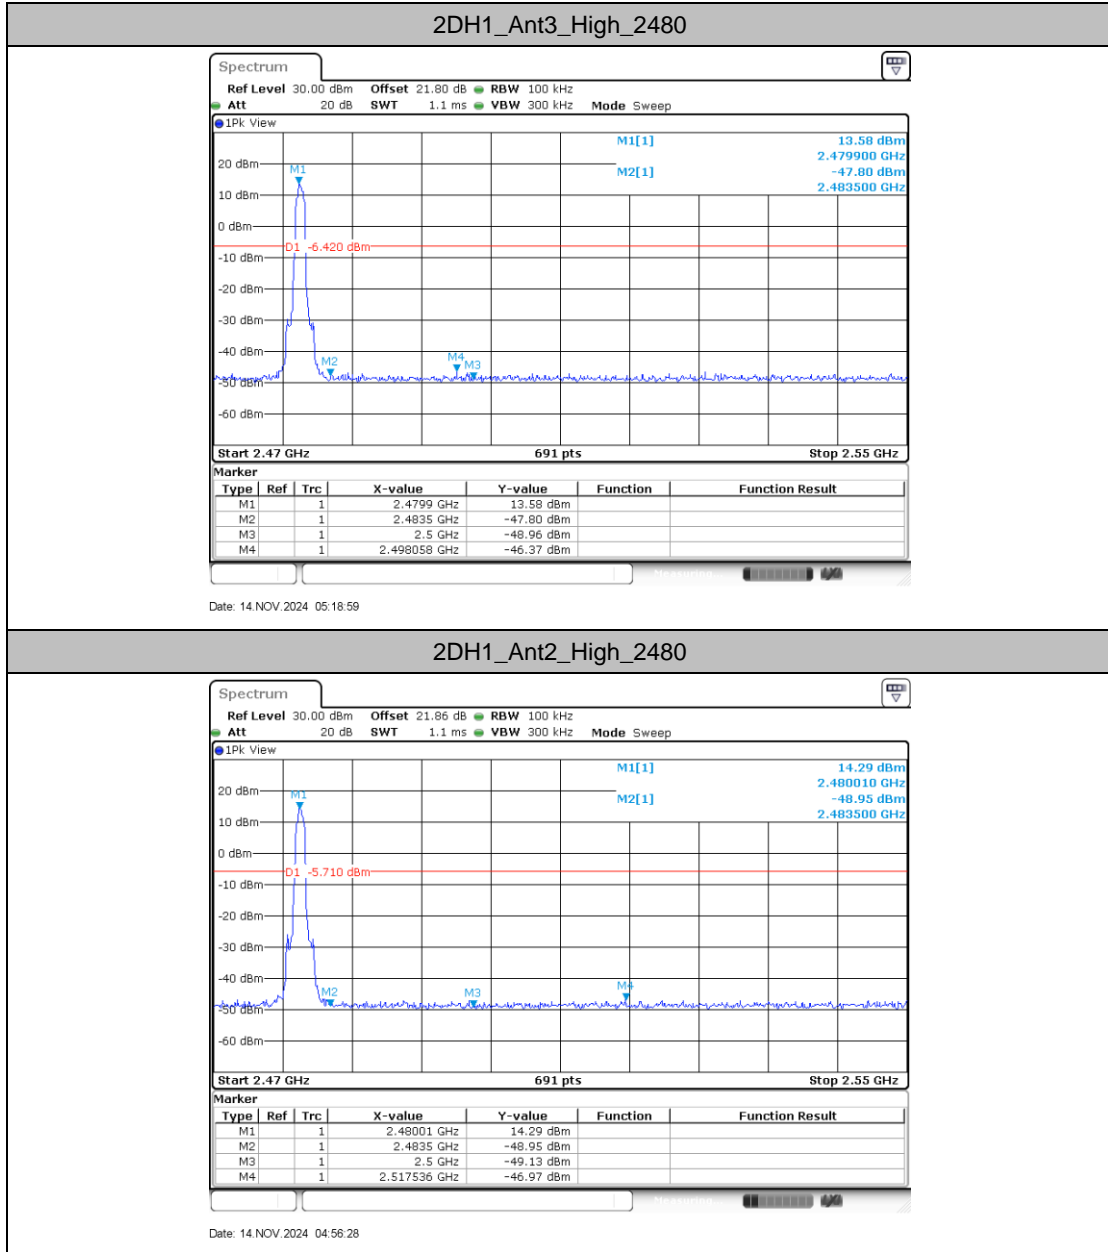 2DH1_Ant3_High_2480
Spectrum
Ref Level 30.00 dBm Offset 21.80 dB RBW 100 kHz
Att 20 dB SWT 1.1 ms VBW 300 kHz Mode Sweep
1Pk View
M1[1] 13.58 dBm
2.479900 GHz
M2[1] -47.80 dBm
2.483500 GHz
20 dBm
M1
10 dBm
0 dBm
D1 -6.420 dBm
-10 dBm
-20 dBm
-30 dBm
-40 dBm
M2 M4 M3
-50 dBm
-60 dBm
Start 2.47 GHz 691 pts Stop 2.55 GHz
Marker
Type Ref Trc X-value Y-value Function Function Result
M1 1 2.4799 GHz 13.58 dBm
M2 1 2.4835 GHz -47.80 dBm
M3 1 2.5 GHz -48.96 dBm
M4 1 2.498058 GHz -46.37 dBm
Measuring
Date: 14.NOV.2024 05:18:59
2DH1_Ant2_High_2480
Spectrum
Ref Level 30.00 dBm Offset 21.86 dB RBW 100 kHz
Att 20 dB SWT 1.1 ms VBW 300 kHz Mode Sweep
1Pk View
M1[1] 14.29 dBm
2.480010 GHz
M2[1] -48.95 dBm
2.483500 GHz
20 dBm
M1
10 dBm
0 dBm
D1 -5.710 dBm
-10 dBm
-20 dBm
-30 dBm
-40 dBm
M2 M3 M4
-50 dBm
-60 dBm
Start 2.47 GHz 691 pts Stop 2.55 GHz
Marker
Type Ref Trc X-value Y-value Function Function Result
M1 1 2.48001 GHz 14.29 dBm
M2 1 2.4835 GHz -48.95 dBm
M3 1 2.5 GHz -49.13 dBm
M4 1 2.517536 GHz -46.97 dBm
Measuring
Date: 14.NOV.2024 04:56:28